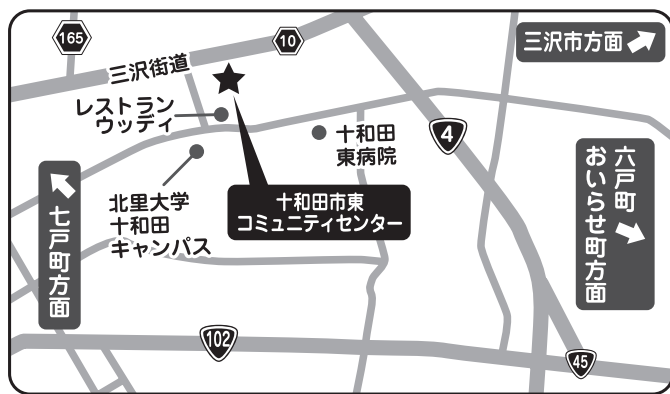 165
10
三沢街道
三沢市方面
レストラン
ウッディ
十和田
東病院
4
六戸町
おいらせ町方面
北里大学
十和田
キャンパス
十和田市東
コミュニティセンター
七戸町方面
102
45